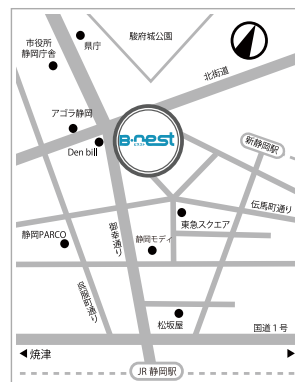 駿府城公園
市役所
静岡庁舎
県庁
北街道
アゴラ静岡
B-nest
Den bill
新静岡駅
伝馬町通り
東急スクエア
静岡PARCO
御幸通り
静岡モディ
呉服町通り
松坂屋
国道1号
焼津
JR 静岡駅